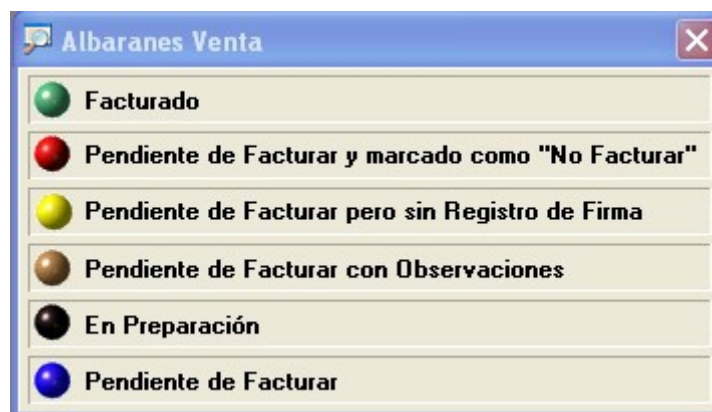 Albaranes Venta
Facturado
Pendiente de Facturar y marcado como "No Facturar"
Pendiente de Facturar pero sin Registro de Firma
Pendiente de Facturar con Observaciones
En Preparación
Pendiente de Facturar